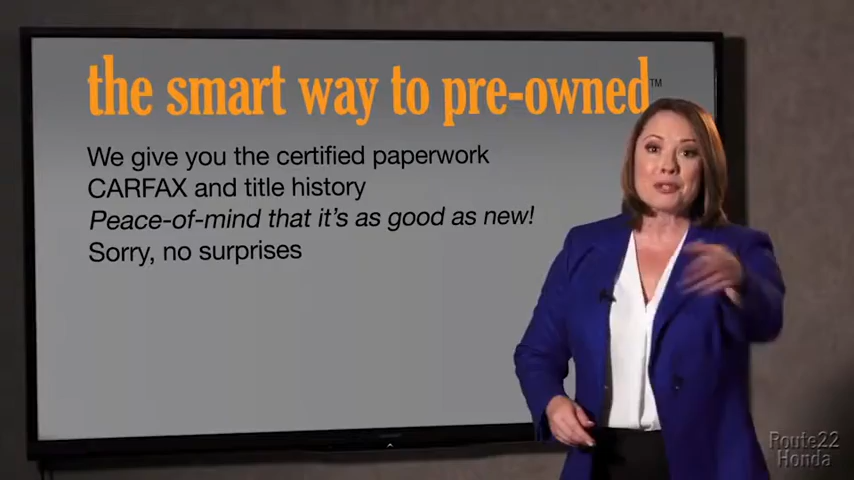 the smart way to pre-owned™
We give you the certified paperwork
CARFAX and title history
Peace-of-mind that it's as good as new!
Sorry, no surprises
Route22
Honda